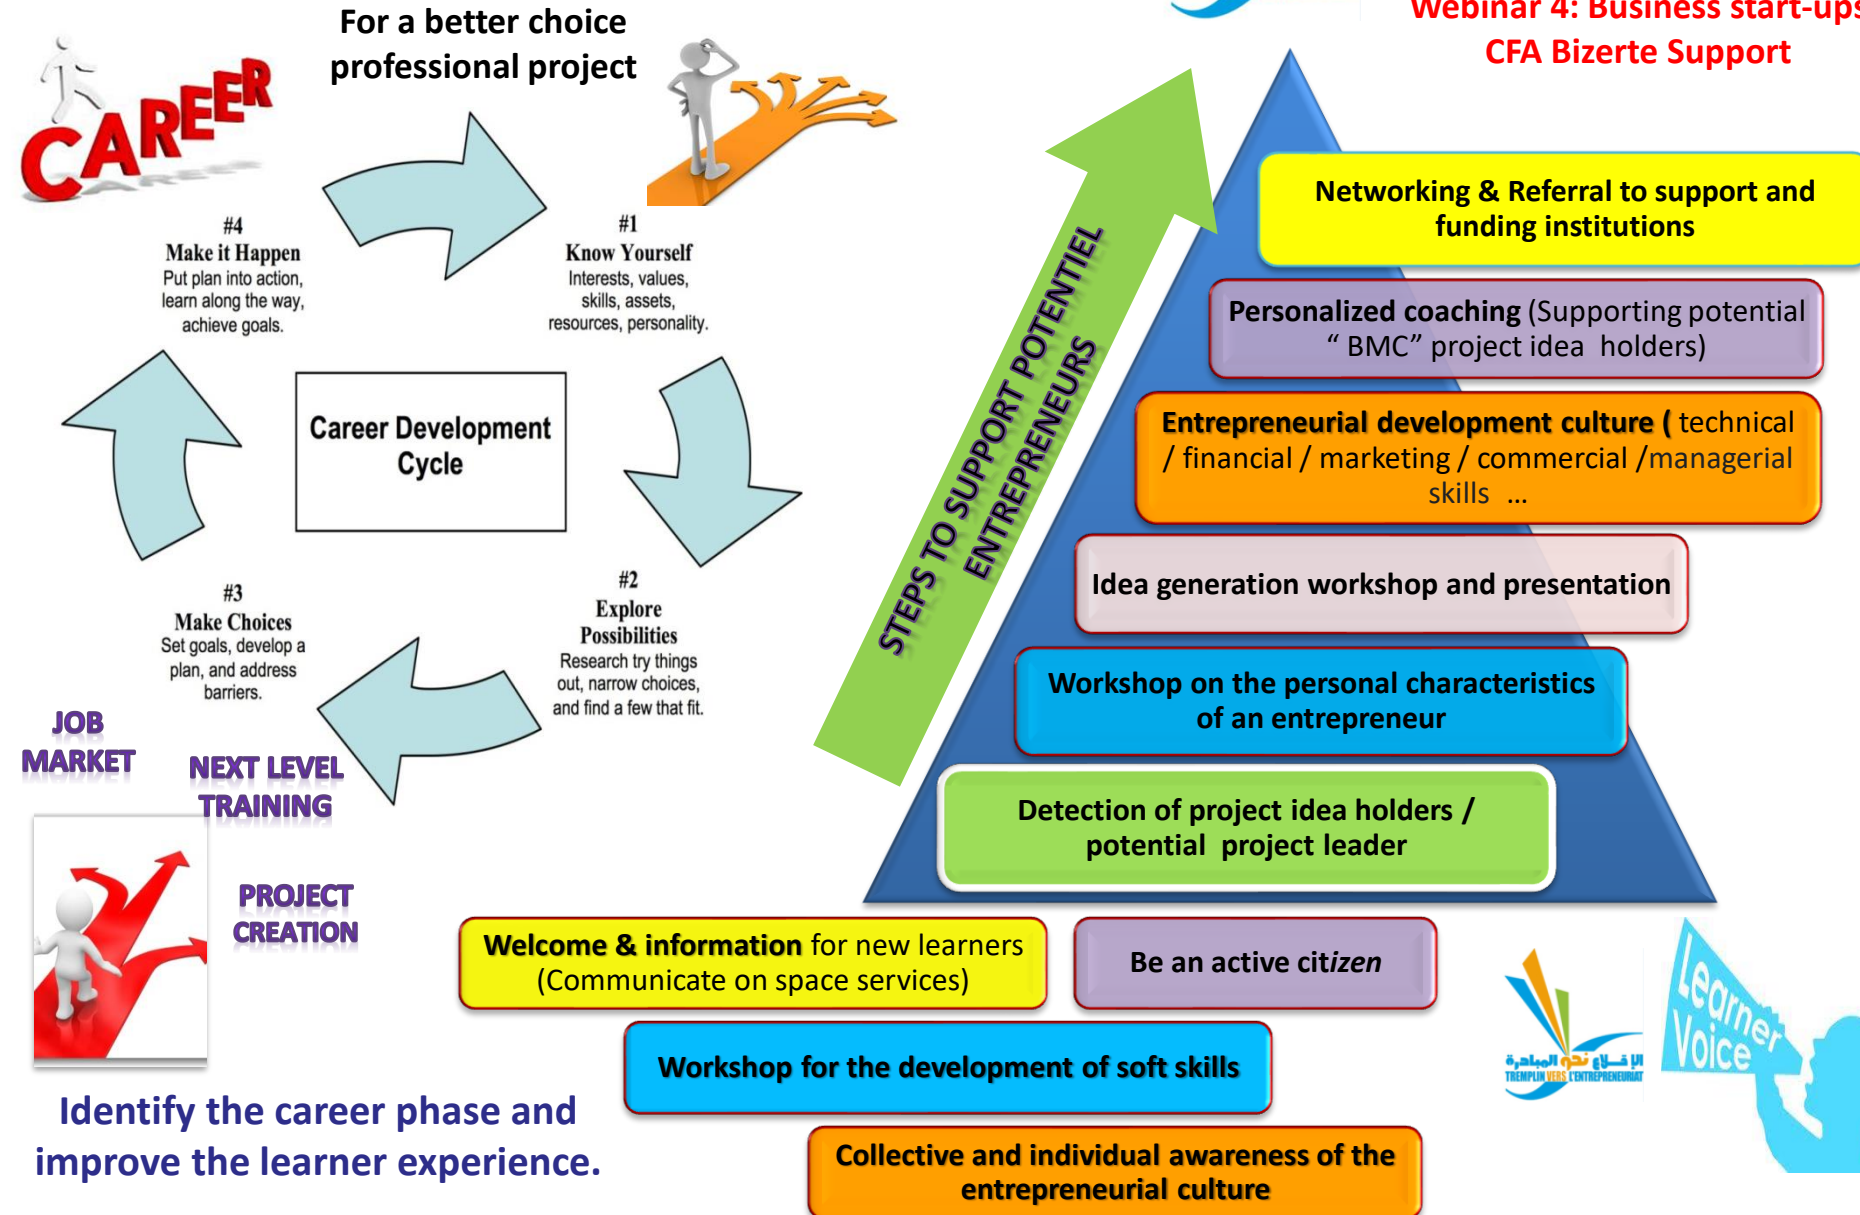 For a better choice
professional project
CAREER
#4
Make it Happen
Put plan into action,
learn along the way,
achieve goals.
#1
Know Yourself
Interests, values,
skills, assets,
resources, personality.
Career Development
Cycle
#3
Make Choices
Set goals, develop a
plan, and address
barriers.
#2
Explore
Possibilities
Research try things
out, narrow choices,
and find a few that fit.
JOB
MARKET
NEXT LEVEL
TRAINING
PROJECT
CREATION
Identify the career phase and
improve the learner experience.
Webinar 4: Business start-ups
CFA Bizerte Support
STEPS TO SUPPORT POTENTIEL
ENTREPRENEURS
Networking & Referral to support and
funding institutions
Personalized coaching (Supporting potential
“ BMC” project idea holders)
Entrepreneurial development culture ( technical
/ financial / marketing / commercial /managerial
skills ...
Idea generation workshop and presentation
Workshop on the personal characteristics
of an entrepreneur
Detection of project idea holders /
potential project leader
Welcome & information for new learners
(Communicate on space services)
Be an active citizen
Workshop for the development of soft skills
Collective and individual awareness of the
entrepreneurial culture
الإقلاع نحو المبادرة
TREMPLIN VERS L'ENTREPRENEURIAT
Learner
Voice